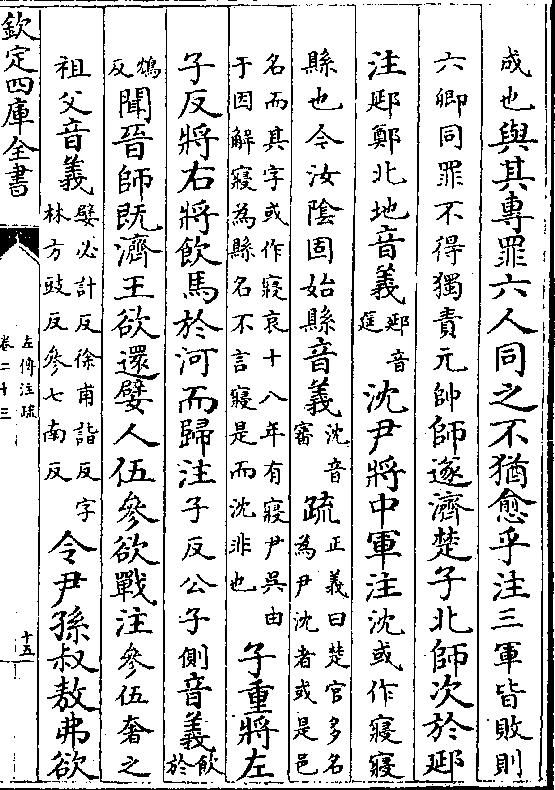 成也與其專罪六人同之不猶愈乎注三軍皆敗則
六卿同罪不得獨責元帥師遂濟楚子北師次於郔
注郔鄭北地音義郔音
莚沈尹將中軍注沈或作寢寢
縣也今汝陰固始縣音義沈音
審疏正義曰楚官多名
為尹沈者或是邑
名而其字或作寢哀十八年有寢尹吳由
于因解寢為縣名不言寢是而沈非也子重將左
子反將右將飲馬於河而歸注子反公子側音義飲
於
鴆
反聞晉師既濟王欲還嬖人伍參欲戰注參伍奢之
祖父音義嬖必計反徐甫詣反字
林方豉反參七南反令尹孫叔敖弗欲
欽定四庫全書
左傳注疏
卷二十三
十五